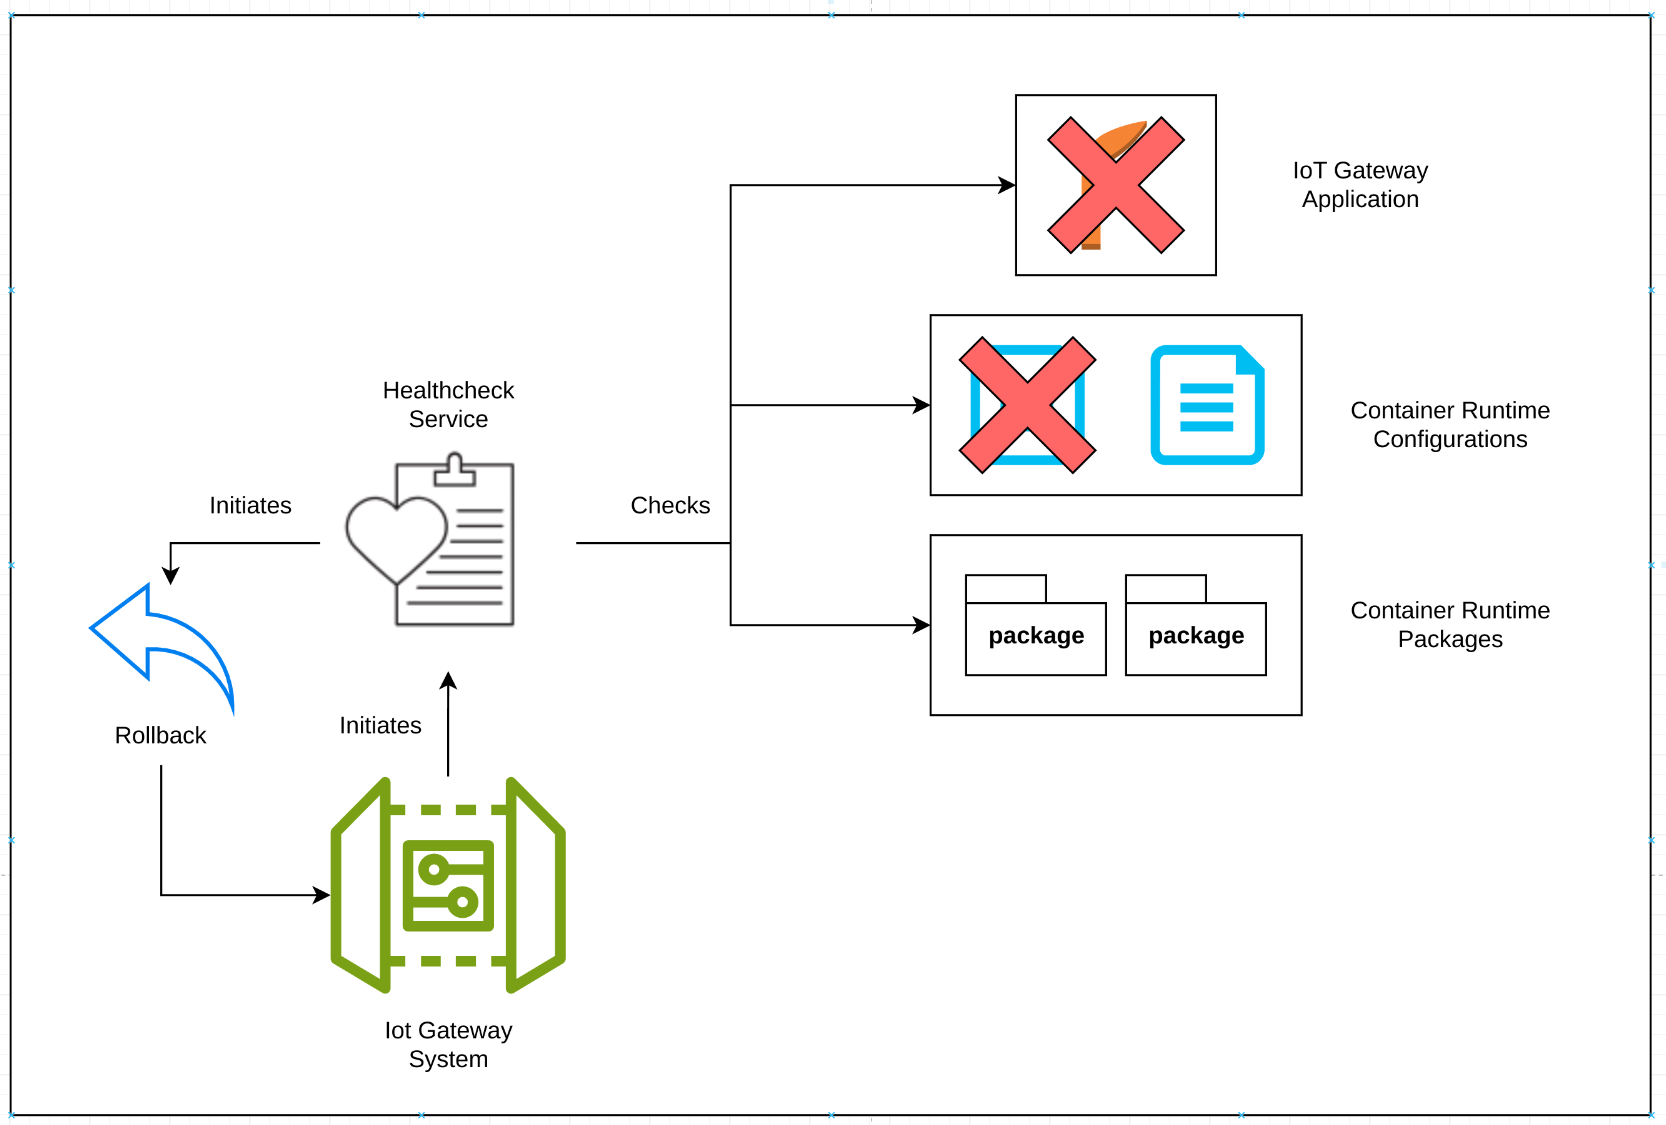 IoT Gateway
Application
Healthcheck
Service
Container Runtime
Configurations
Initiates
Checks
package
package
Container Runtime
Packages
Rollback
Initiates
Iot Gateway
System